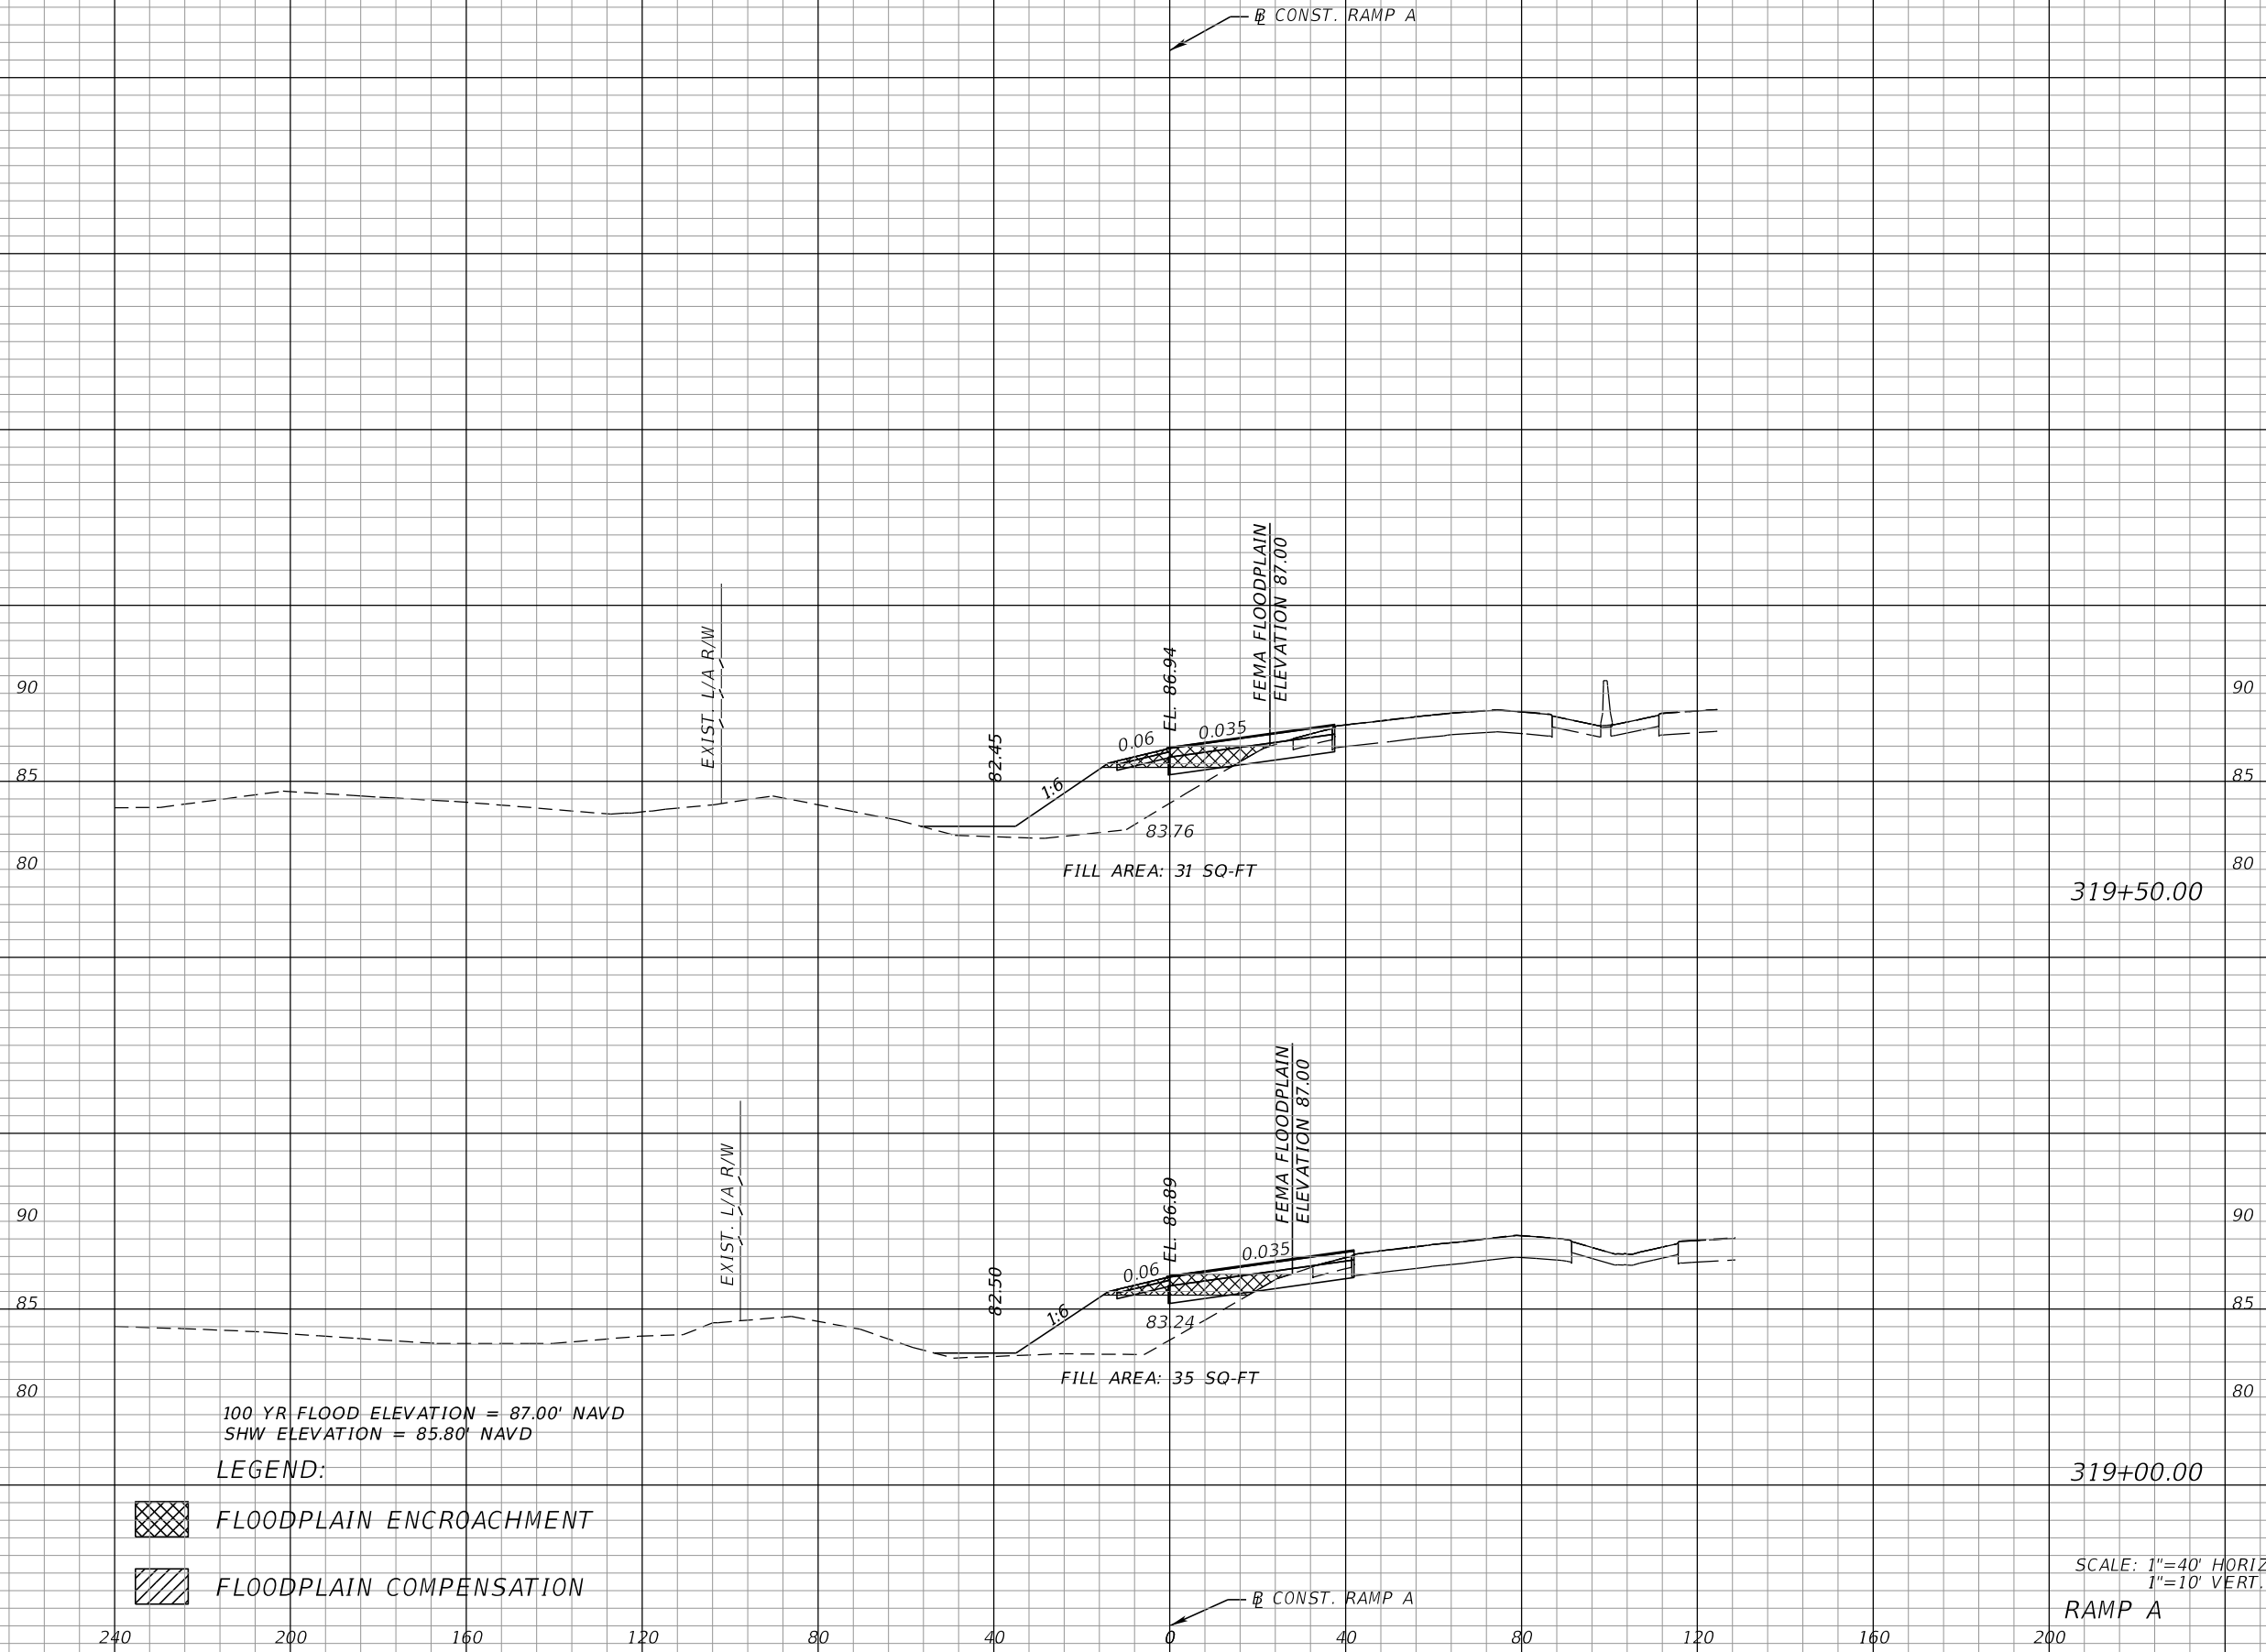 BL CONST. RAMP A
FEMA FLOODPLAIN
ELEVATION 87.00
EXIST. L/A R/W
EL. 86.94
90
90
0.06
0.035
82.45
1:6
85
85
83.76
80
FILL AREA: 31 SQ-FT
80
319+50.00
FEMA FLOODPLAIN
ELEVATION 87.00
EXIST. L/A R/W
EL. 86.89
90
90
0.06
0.035
82.50
1:6
85
85
83.24
FILL AREA: 35 SQ-FT
80
80
100 YR FLOOD ELEVATION = 87.00' NAVD
SHW ELEVATION = 85.80' NAVD
LEGEND:
319+00.00
FLOODPLAIN ENCROACHMENT
FLOODPLAIN COMPENSATION
SCALE: 1"=40' HORIZ
1"=10' VERT.
BL CONST. RAMP A
RAMP A
240 200 160 120 80 40 0 40 80 120 160 200